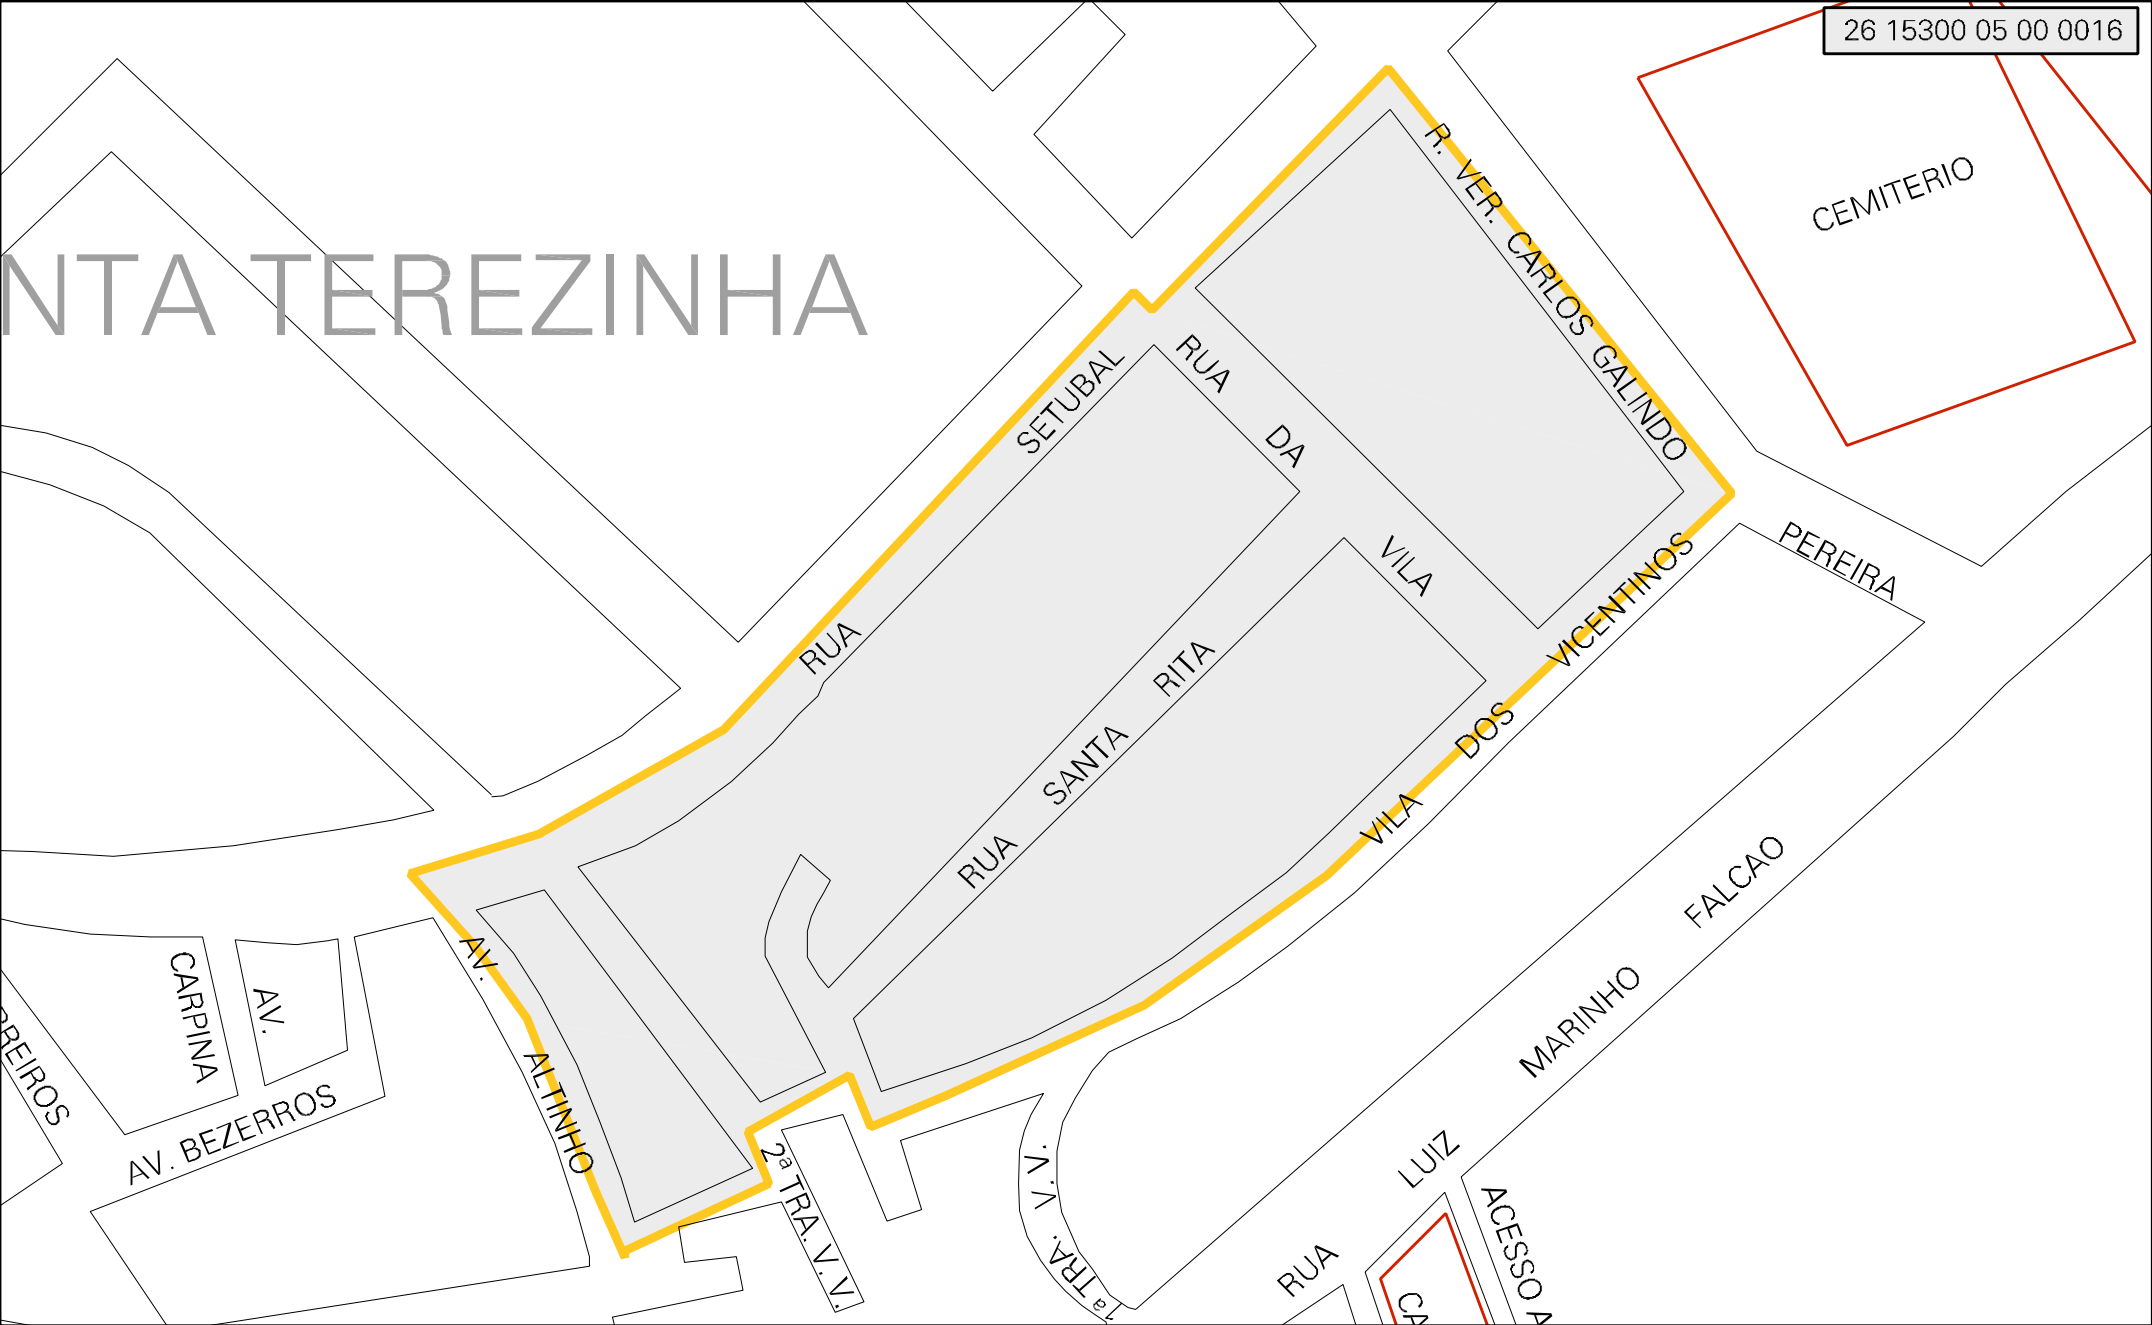 26 15300 05 00 0016
CEMITERIO
R. VER. CARLOS GALINDO
NTA TEREZINHA
RUA SETUBAL
RUA DA VILA
PEREIRA
VILA DOS VICENTINOS
RUA SANTA RITA
RUA LUIZ MARINHO FALCAO
AV. ALTINHO
CARPINA
AV.
REIROS
AV. BEZERROS
2ª TRA. V. V.
1ª TRA. V. V.
ACESSO A
CA